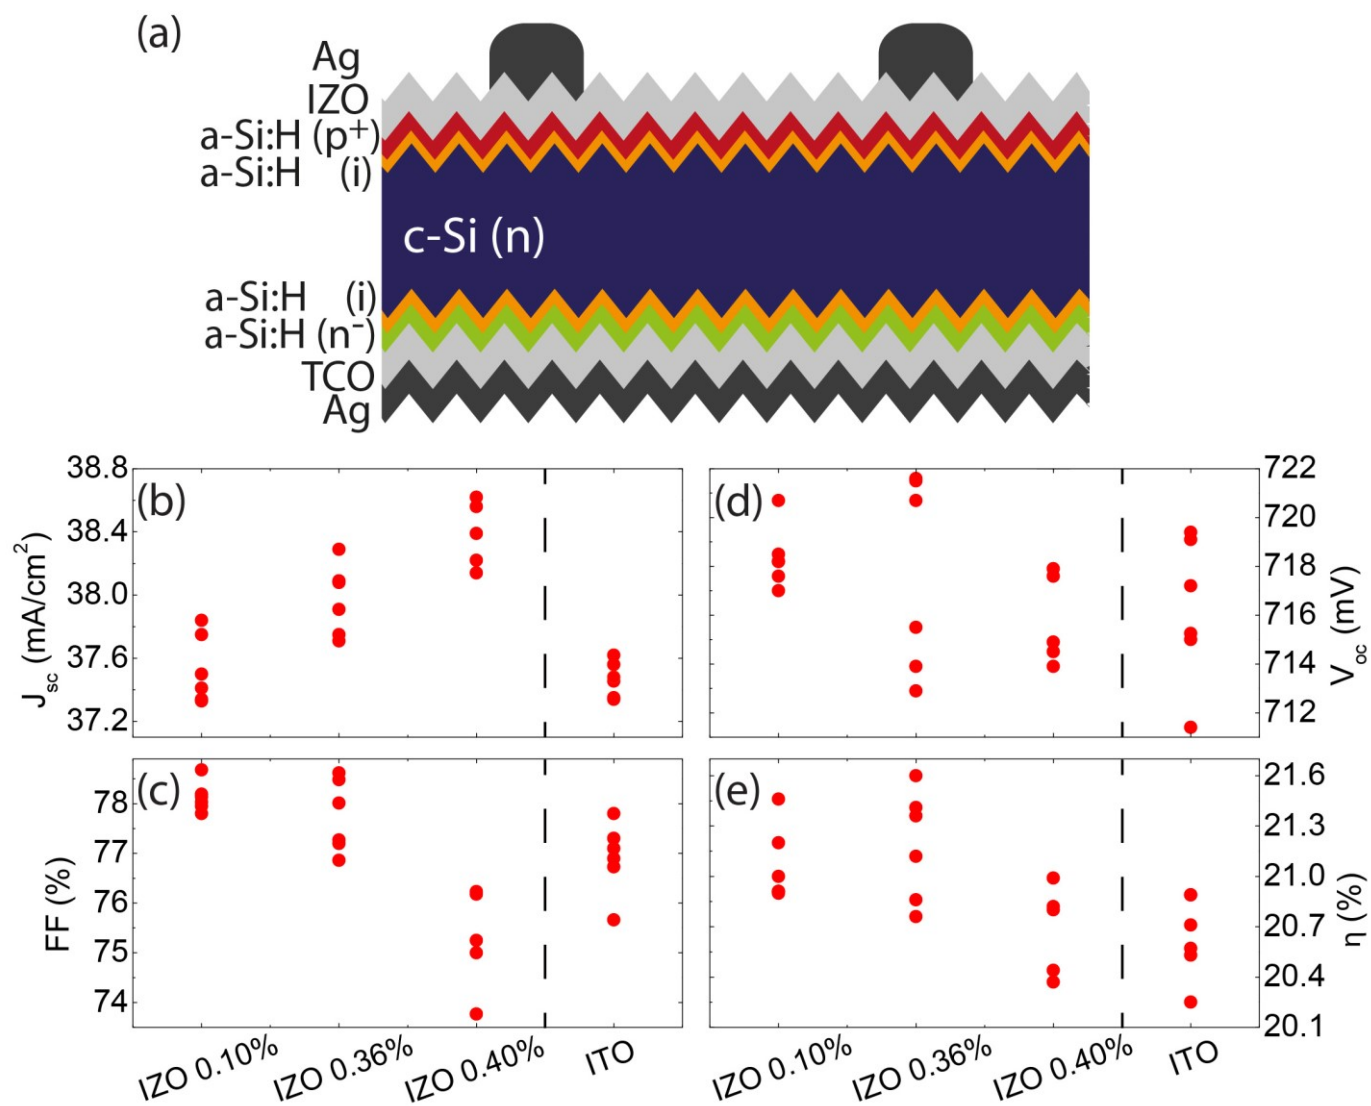 (a)
Ag
IZO
a-Si:H (p⁺)
a-Si:H (i)
c-Si (n)
a-Si:H (i)
a-Si:H (n⁻)
TCO
Ag
(b)
J_sc (mA/cm²)
38.8
38.4
38.0
37.6
37.2
(d)
V_oc (mV)
722
720
718
716
714
712
(c)
FF (%)
78
77
76
75
74
IZO 0.10%
IZO 0.36%
IZO 0.40%
ITO
(e)
η (%)
21.6
21.3
21.0
20.7
20.4
20.1
IZO 0.10%
IZO 0.36%
IZO 0.40%
ITO